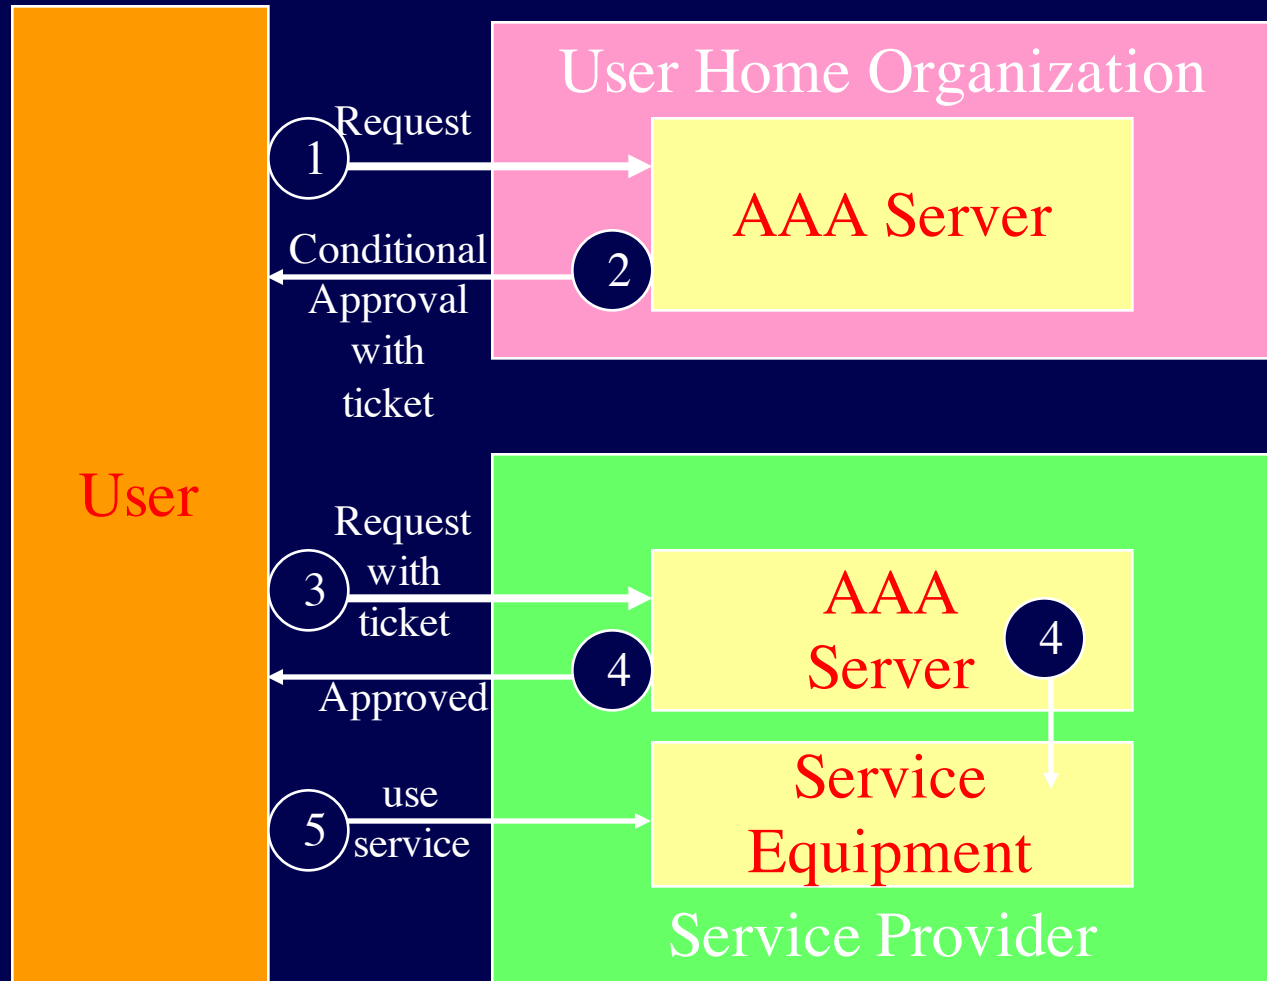 User Home Organization
Request
1
AAA Server
Conditional
2
Approval
with
ticket
User
Request
with
3
ticket
AAA
Server
4
4
Approved
use
5
service
Service
Equipment
Service Provider